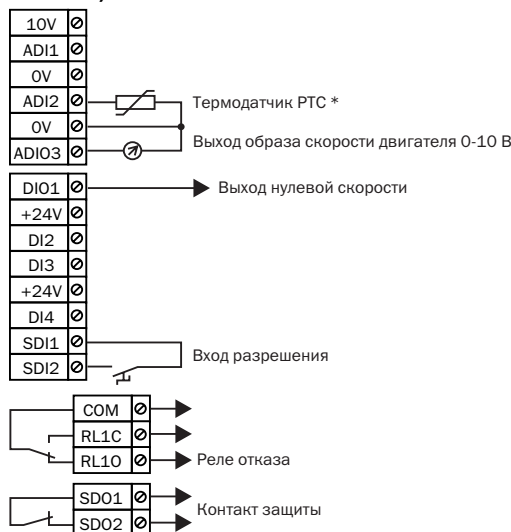 10V
ADI1
0V
ADI2
Термодатчик PTC *
0V
Выход образа скорости двигателя 0-10 В
ADIO3
DIO1
Выход нулевой скорости
+24V
DI2
DI3
+24V
DI4
SDI1
Вход разрешения
SDI2
COM
RL1C
RL1O
Реле отказа
SDO1
Контакт защиты
SDO2